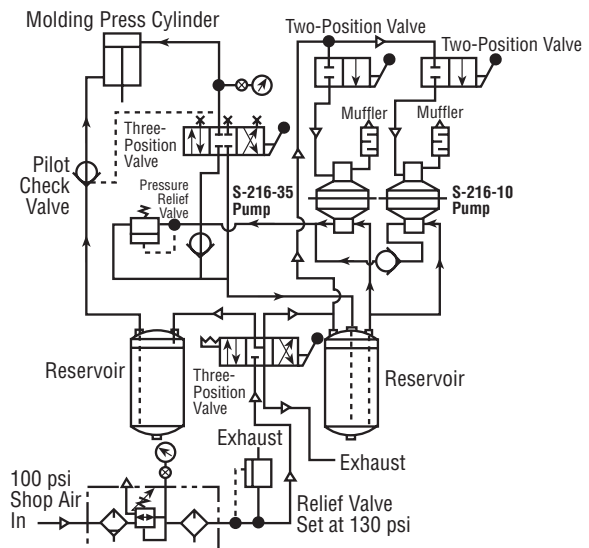 Molding Press Cylinder
Two-Position Valve
Two-Position Valve
Muffler
Muffler
Three-
Position
Valve
Pilot
Check
Valve
Pressure
Relief
Valve
S-216-35
Pump
S-216-10
Pump
Reservoir
Three-
Position
Valve
Reservoir
Exhaust
Exhaust
100 psi
Shop Air
In
Relief Valve
Set at 130 psi